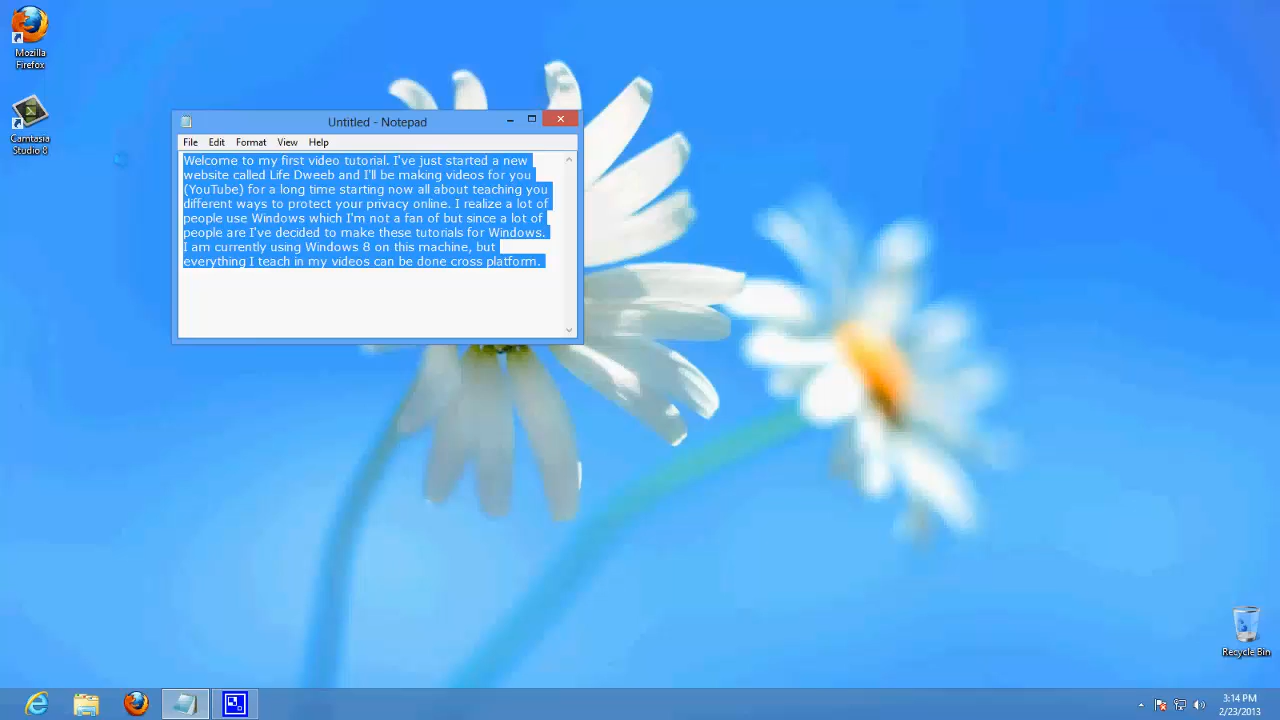 Mozilla
Firefox
Camtasia
Studio 8
Untitled - Notepad
File Edit Format View Help
Welcome to my first video tutorial. I've just started a new
website called Life Dweeb and I'll be making videos for you
(YouTube) for a long time starting now all about teaching you
different ways to protect your privacy online. I realize a lot of
people use Windows which I'm not a fan of but since a lot of
people are I've decided to make these tutorials for Windows.
I am currently using Windows 8 on this machine, but
everything I teach in my videos can be done cross platform.
Recycle Bin
3:14 PM
2/23/2013